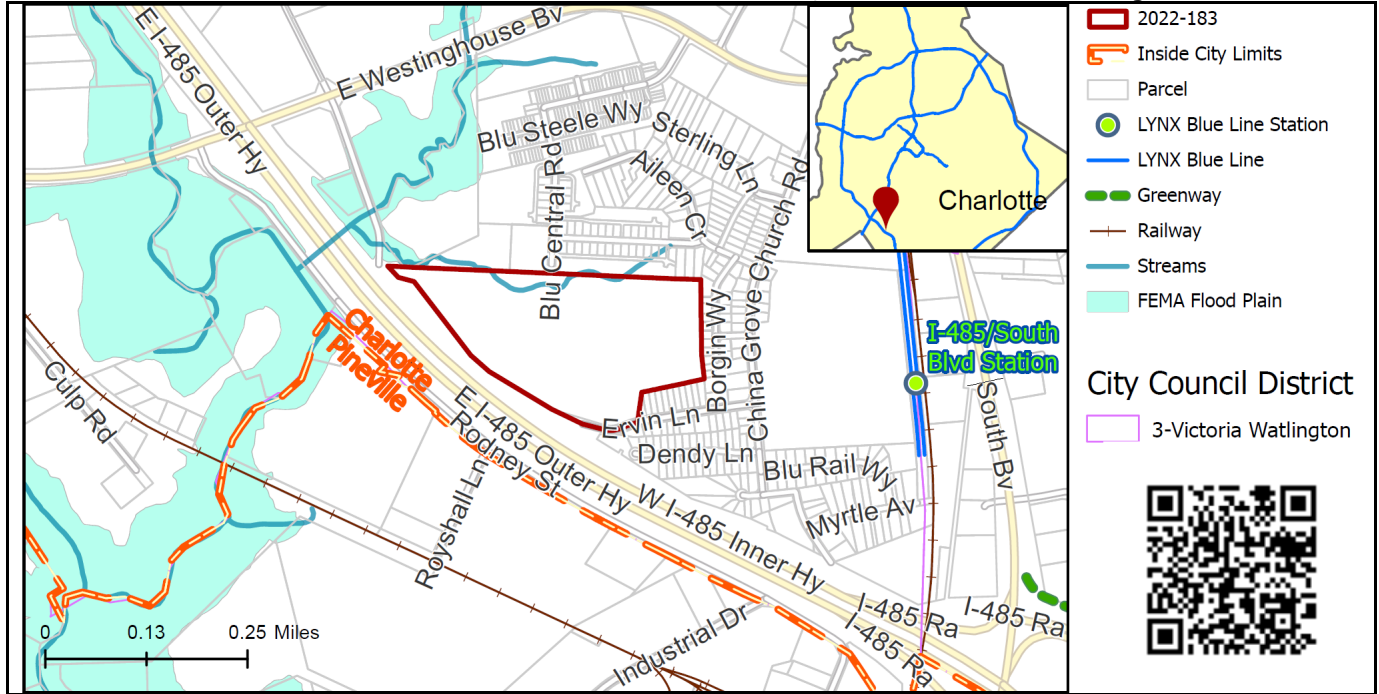 E I-485 Outer Hy
E Westinghouse Bv
Blu Steele Wy
Sterling Ln
Aileen Cr
Blu Central Rd
China Grove Church Rd
Borgin Wy
Charlotte
Pineville
Culp Rd
E I-485 Outer Hy
Rodney St
Royshall Ln
Ervin Ln
Dendy Ln
Blu Rail Wy
Myrtle Av
W I-485 Inner Hy
I-485 Ra
I-485 Ra
I-485 Ra
Industrial Dr
South Bv
I-485/South
Blvd Station
Charlotte
0 0.13 0.25 Miles
2022-183
Inside City Limits
Parcel
LYNX Blue Line Station
LYNX Blue Line
Greenway
Railway
Streams
FEMA Flood Plain
City Council District
3-Victoria Watlington